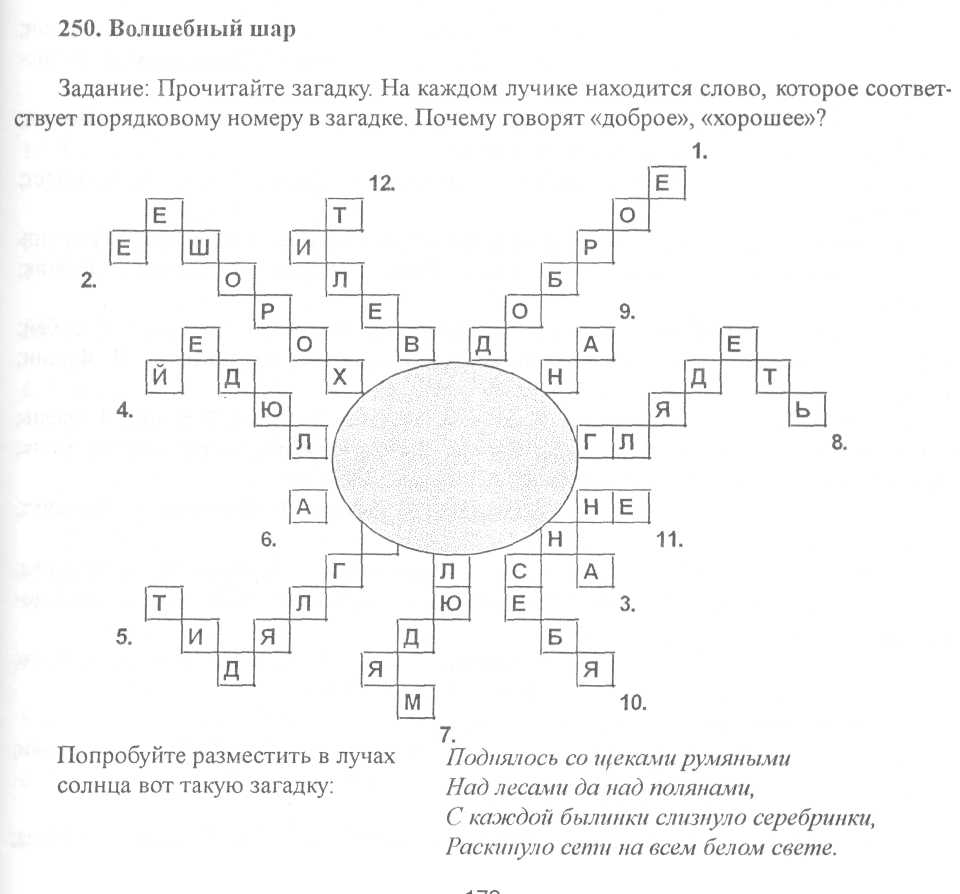 250. Волшебный шар
Задание: Прочитайте загадку. На каждом лучике находится слово, которое соответ-
ствует порядковому номеру в загадке. Почему говорят «доброе», «хорошее»?
1.
12.
Е
Е Т О
Е Ш И Р
2. О Л Б
Р Е О 9.
Е О В Д А Е
Й Д Х Н Д Т
4. Ю Я Ь
Л Г Л 8.
А Н Е
6. Н 11.
Г Л С А
Т Л Ю Е 3.
5. И Я Д Б
Д Я Я
М 10.
7.
Попробуйте разместить в лучах
солнца вот такую загадку:
Поднялось со щеками румяными
Над лесами да над полянами,
С каждой былинки слизнуло серебринки,
Раскинуло сети на всем белом свете.